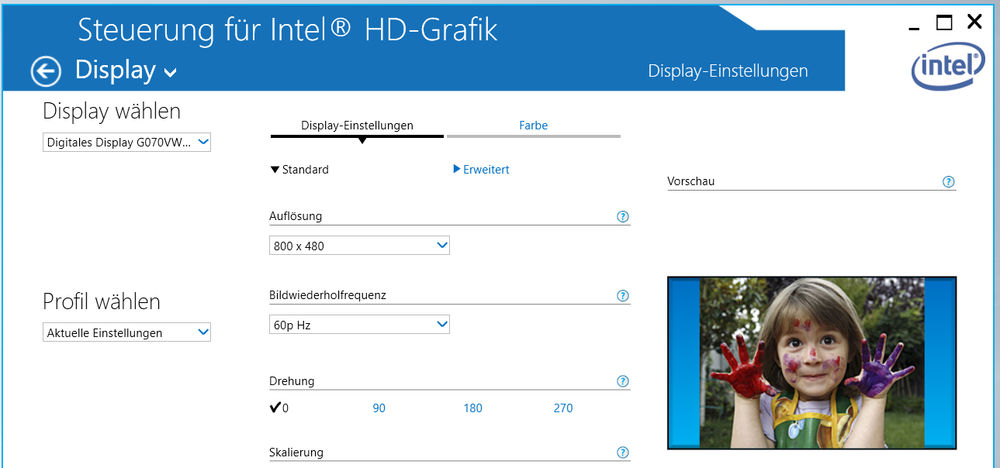 Steuerung für Intel® HD-Grafik
Display
Display-Einstellungen
intel®
Display wählen
Digitales Display G070VW...
Profil wählen
Aktuelle Einstellungen
Display-Einstellungen
Farbe
Standard
Erweitert
Auflösung
?
800 x 480
Bildwiederholfrequenz
?
60p Hz
Drehung
?
0
90
180
270
Skalierung
?
Vorschau
?